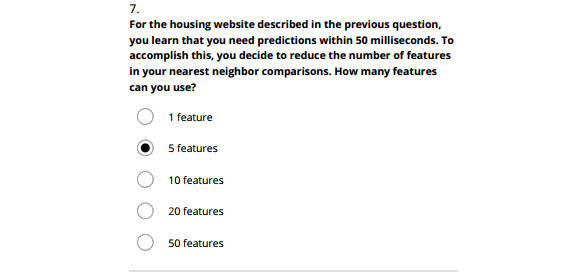 7.
For the housing website described in the previous question,
you learn that you need predictions within 50 milliseconds. To
accomplish this, you decide to reduce the number of features
in your nearest neighbor comparisons. How many features
can you use?
1 feature
5 features
10 features
20 features
50 features